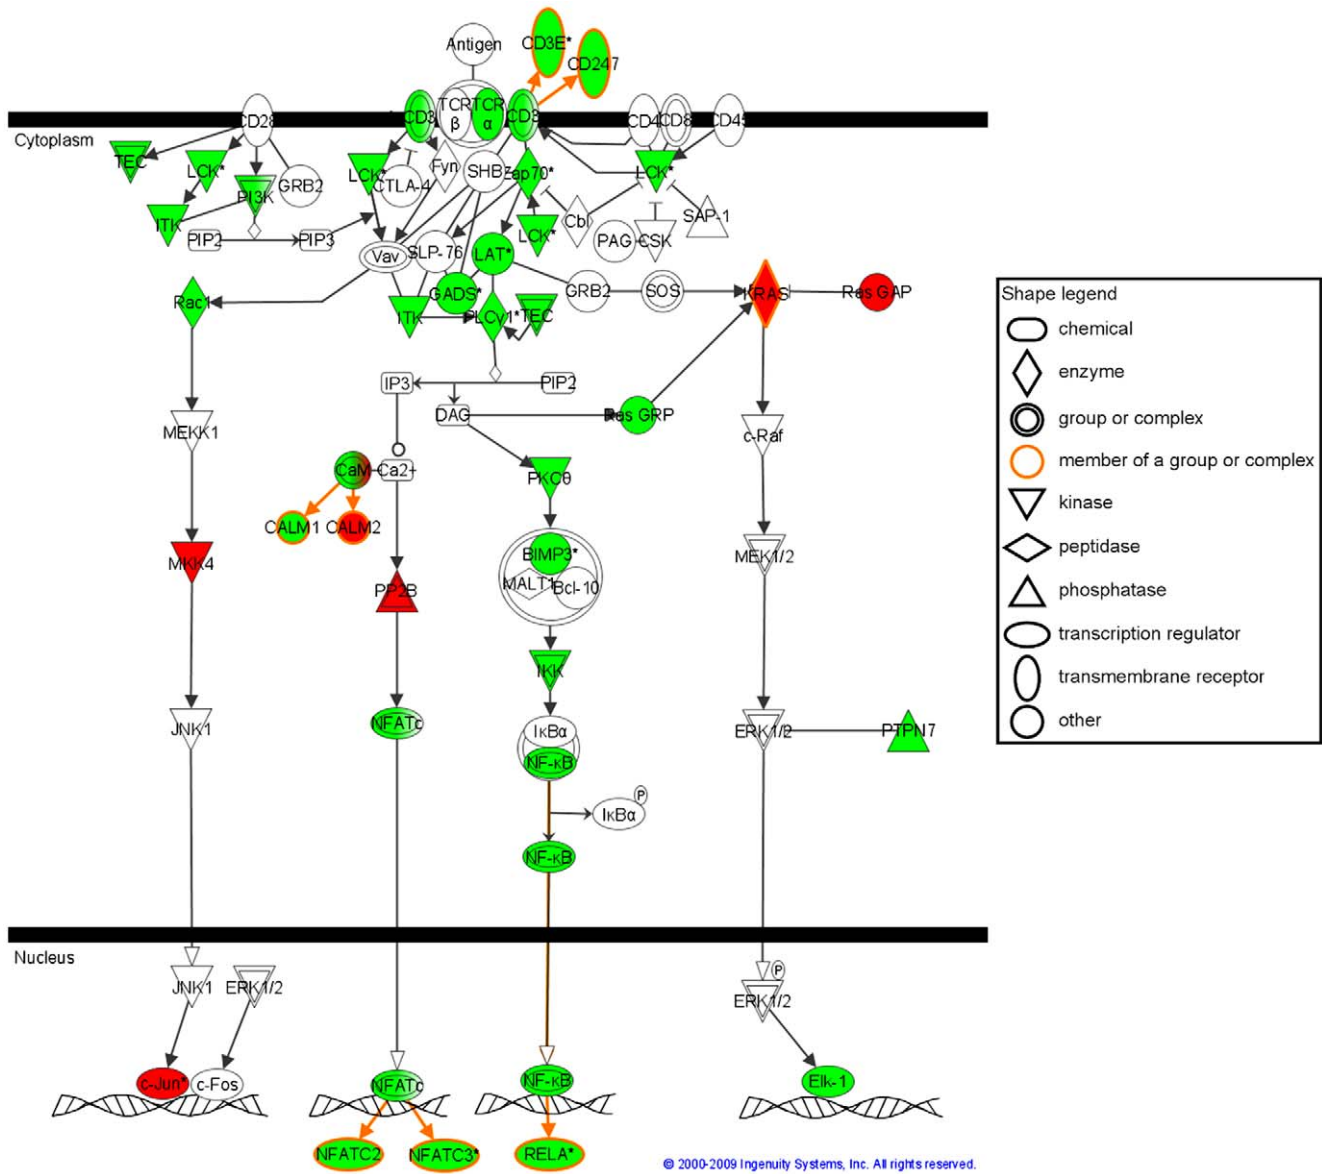 Antigen
CD3E*
CD247
CD28
CD3
TCR β
TCR α
CD3
CD4
CD8
CD45
Cytoplasm
TEC
LCK*
PI3K
GRB2
LCK*
CTLA-4
Fyn
SHB
Zap70*
LCK*
ITK
PIP2
PIP3
Vav
SLP-76
LAT*
LCK*
Cbl
PAG
CSK
SAP-1
Rac1
ITK
GADS*
PLCγ1*
TEC
GRB2
SOS
KRAS
Ras GAP
IP3
PIP2
DAG
Ras GRP
MEKK1
c-Raf
CaM
Ca2+
PKCθ
CALM1
CALM2
MKK4
PP2B
BIMP3*
MALT1
Bcl-10
MEK1/2
IKK
JNK1
NFATc
IκBα
NF-κB
ERK1/2
PTPN7
P
IκBα
NF-κB
Nucleus
JNK1
ERK1/2
P
ERK1/2
c-Jun*
c-Fos
NFATc
NF-κB
Elk-1
NFATC2
NFATC3*
RELA*
Shape legend
chemical
enzyme
group or complex
member of a group or complex
kinase
peptidase
phosphatase
transcription regulator
transmembrane receptor
other
© 2000-2009 Ingenuity Systems, Inc. All rights reserved.